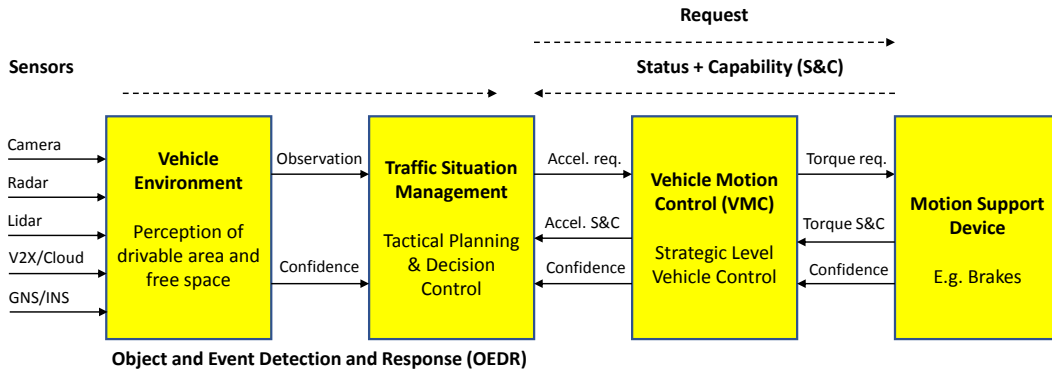 Request
Sensors
Status + Capability (S&C)
Camera
Radar
Lidar
V2X/Cloud
GNS/INS
Vehicle
Environment
Perception of
drivable area and
free space
Observation
Confidence
Traffic Situation
Management
Tactical Planning
& Decision
Control
Accel. req.
Accel. S&C
Confidence
Vehicle Motion
Control (VMC)
Strategic Level
Vehicle Control
Torque req.
Torque S&C
Confidence
Motion Support
Device
E.g. Brakes
Object and Event Detection and Response (OEDR)